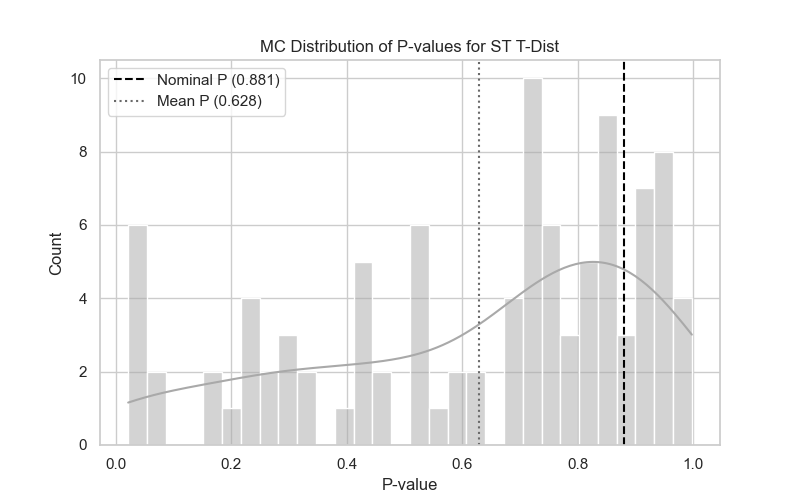 MC Distribution of P-values for ST T-Dist
Nominal P (0.881)
Mean P (0.628)
Count
10
8
6
4
2
0
0.0 0.2 0.4 0.6 0.8 1.0
P-value